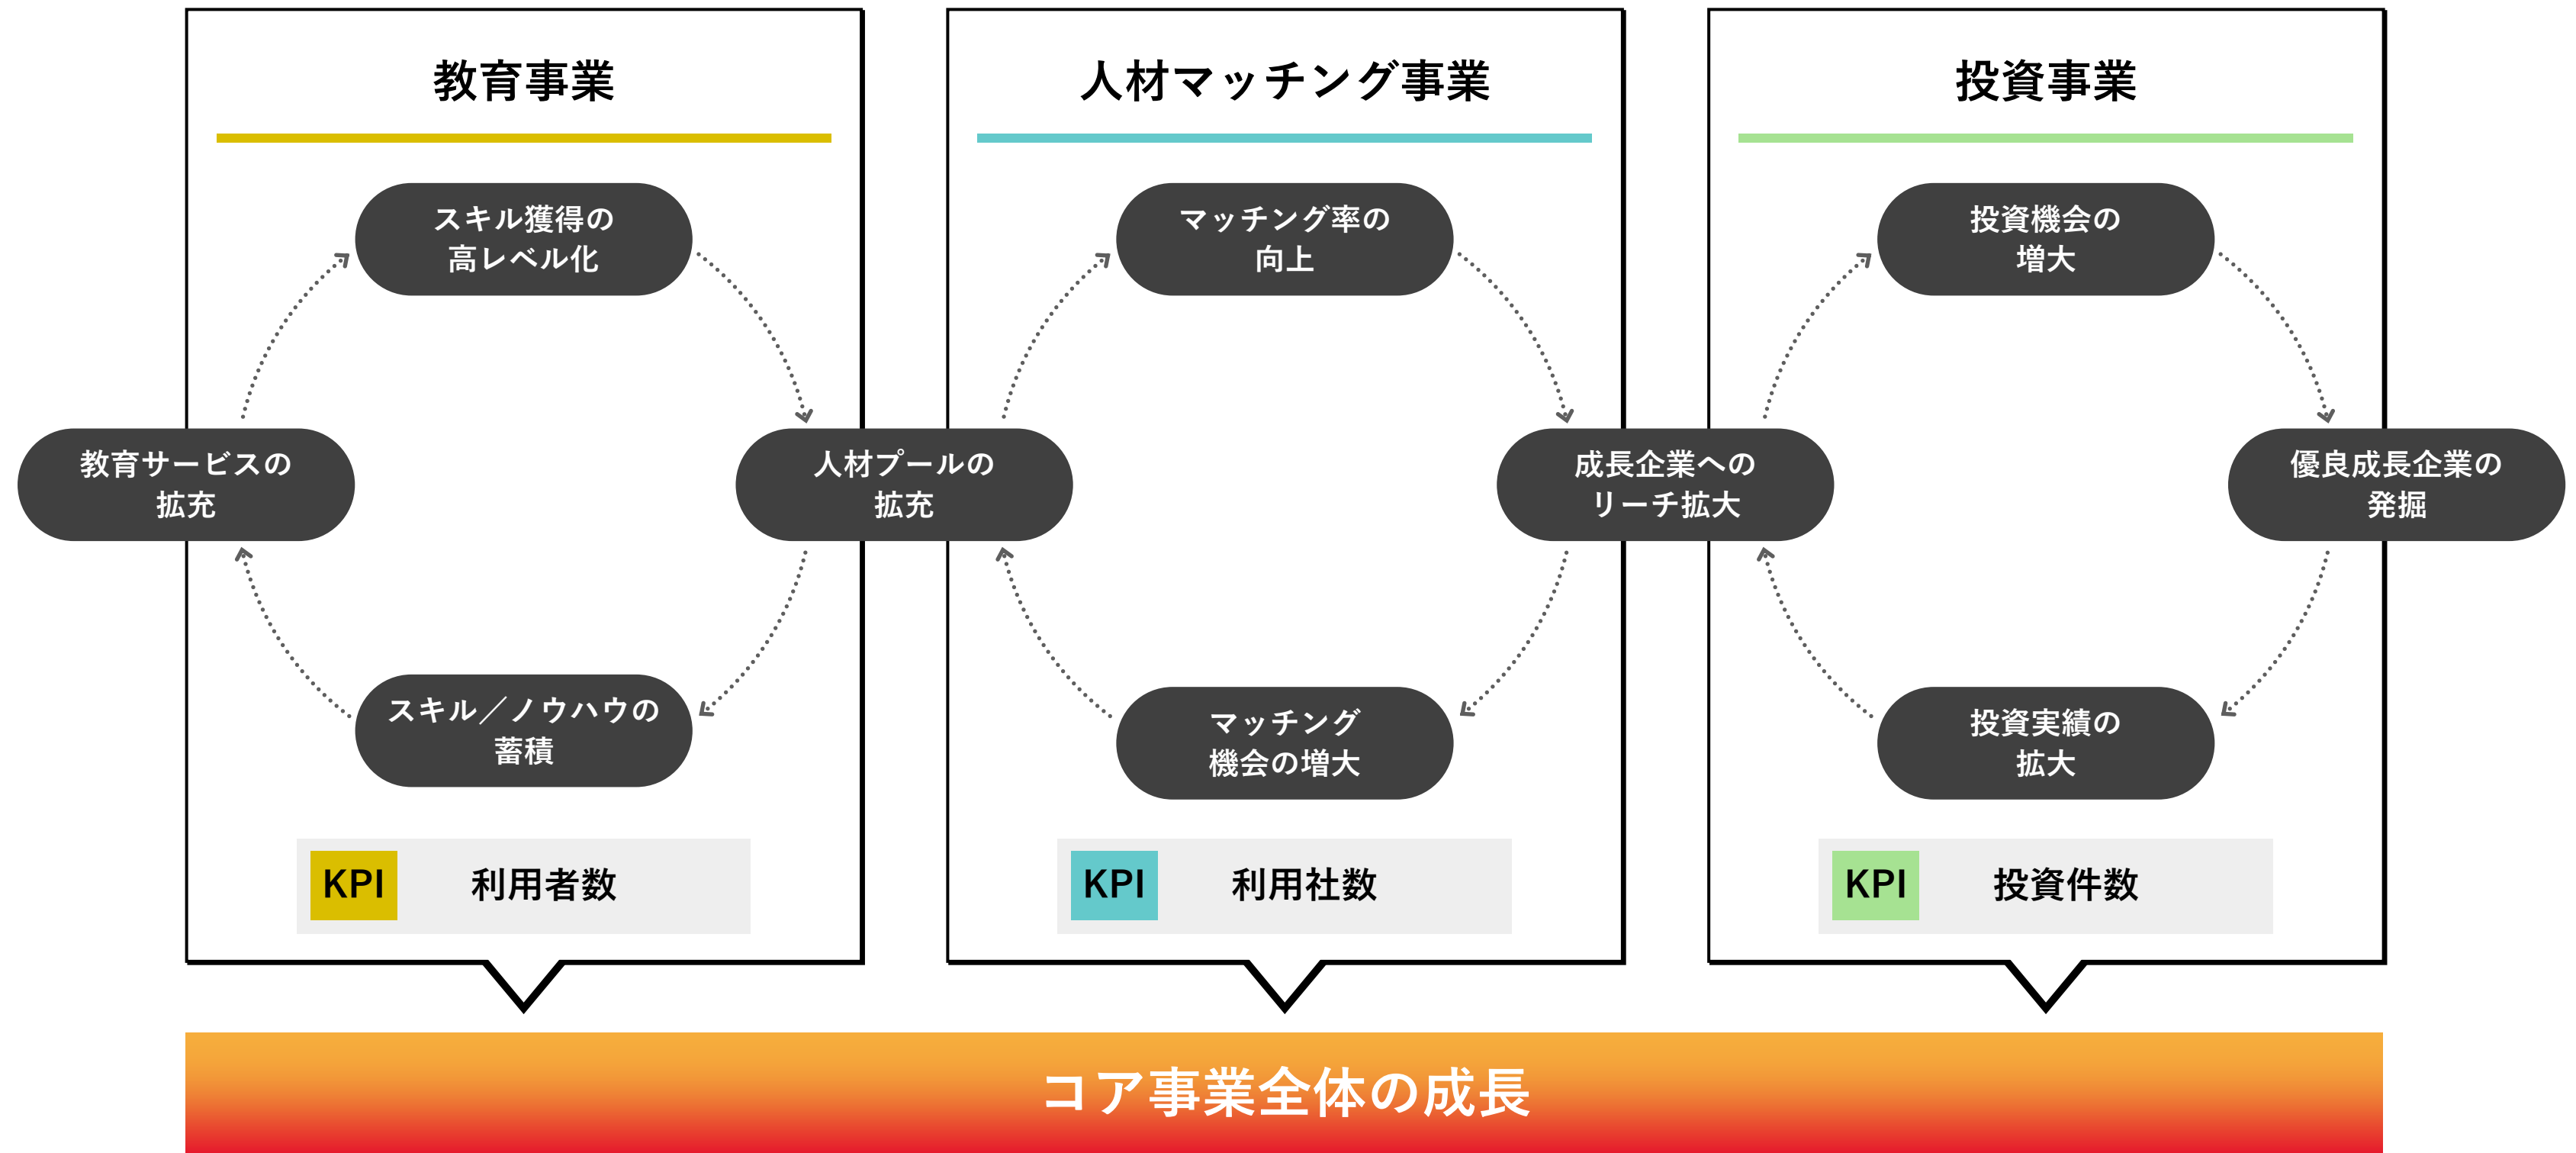 教育事業
人材マッチング事業
投資事業
スキル獲得の
高レベル化
マッチング率の
向上
投資機会の
増大
教育サービスの
拡充
人材プールの
拡充
成長企業への
リーチ拡大
優良成長企業の
発掘
スキル／ノウハウの
蓄積
マッチング
機会の増大
投資実績の
拡大
KPI 利用者数
KPI 利用社数
KPI 投資件数
コア事業全体の成長